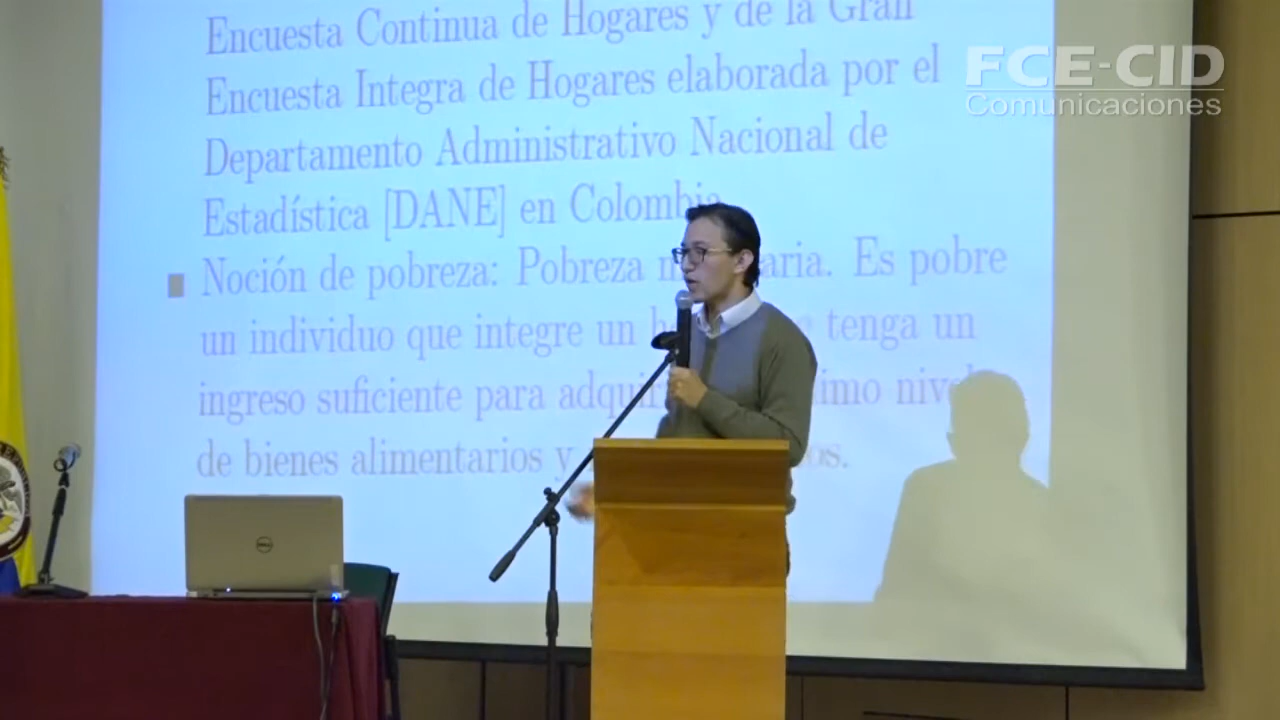 Encuesta Continua de Hogares y de la Gran
FCE-CID
Comunicaciones
Encuesta Integra de Hogares elaborada por el
Departamento Administrativo Nacional de
Estadística [DANE] en Colombia
Noción de pobreza: Pobreza Es pobre
un individuo que integre un tenga un
ingreso suficiente para
de bienes alimentarios y
DELL